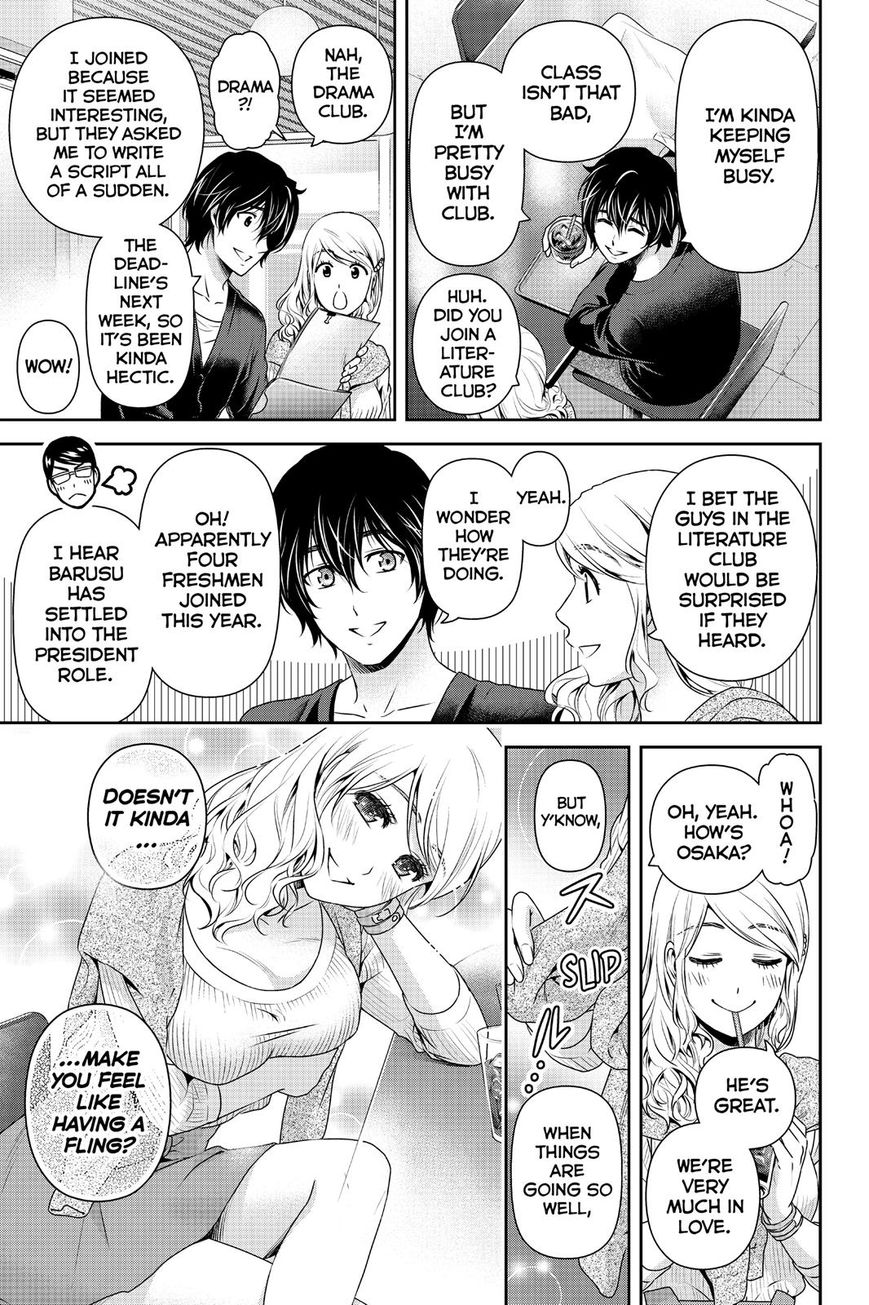 I'M KINDA
KEEPING
MYSELF
BUSY.
CLASS
ISN'T THAT
BAD,
BUT
I'M
PRETTY
BUSY
WITH
CLUB.
HUH.
DID YOU
JOIN A
LITER-
ATURE
CLUB?
NAH,
THE
DRAMA
CLUB.
DRAMA
?!
I JOINED
BECAUSE
IT SEEMED
INTERESTING,
BUT THEY ASKED
ME TO WRITE
A SCRIPT ALL
OF A SUDDEN.
THE
DEAD-
LINE'S
NEXT
WEEK, SO
IT'S BEEN
KINDA
HECTIC.
WOW!
I BET THE
GUYS IN THE
LITERATURE
CLUB
WOULD BE
SURPRISED
IF THEY
HEARD.
YEAH.
I
WONDER
HOW
THEY'RE
DOING.
OH!
APPARENTLY
FOUR
FRESHMEN
JOINED
THIS YEAR.
I HEAR
BARUSU
HAS
SETTLED
INTO THE
PRESIDENT
ROLE.
WHOA!
OH, YEAH.
HOW'S
OSAKA?
HE'S
GREAT.
WE'RE
VERY
MUCH IN
LOVE.
BUT
Y'KNOW,
スルル…
SLIP
WHEN
THINGS
ARE
GOING SO
WELL,
DOESN'T
IT KINDA
...
...MAKE
YOU FEEL
LIKE
HAVING A
FLING?